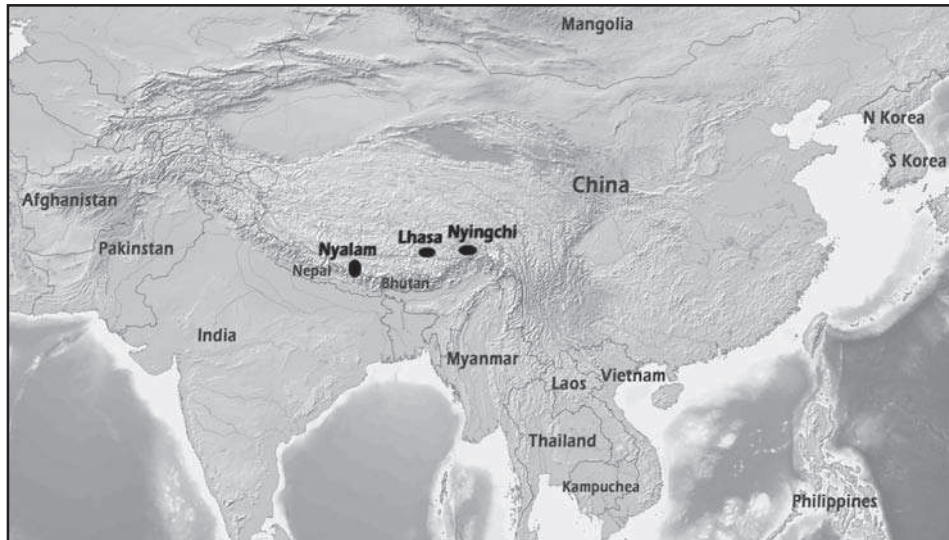 Mangolia
N Korea
S Korea
China
Afghanistan
Nyingchi
Lhasa
Nyalam
Pakinstan
Nepal
Bhutan
India
Myanmar
Vietnam
Laos
Thailand
Kampuchea
Philippines